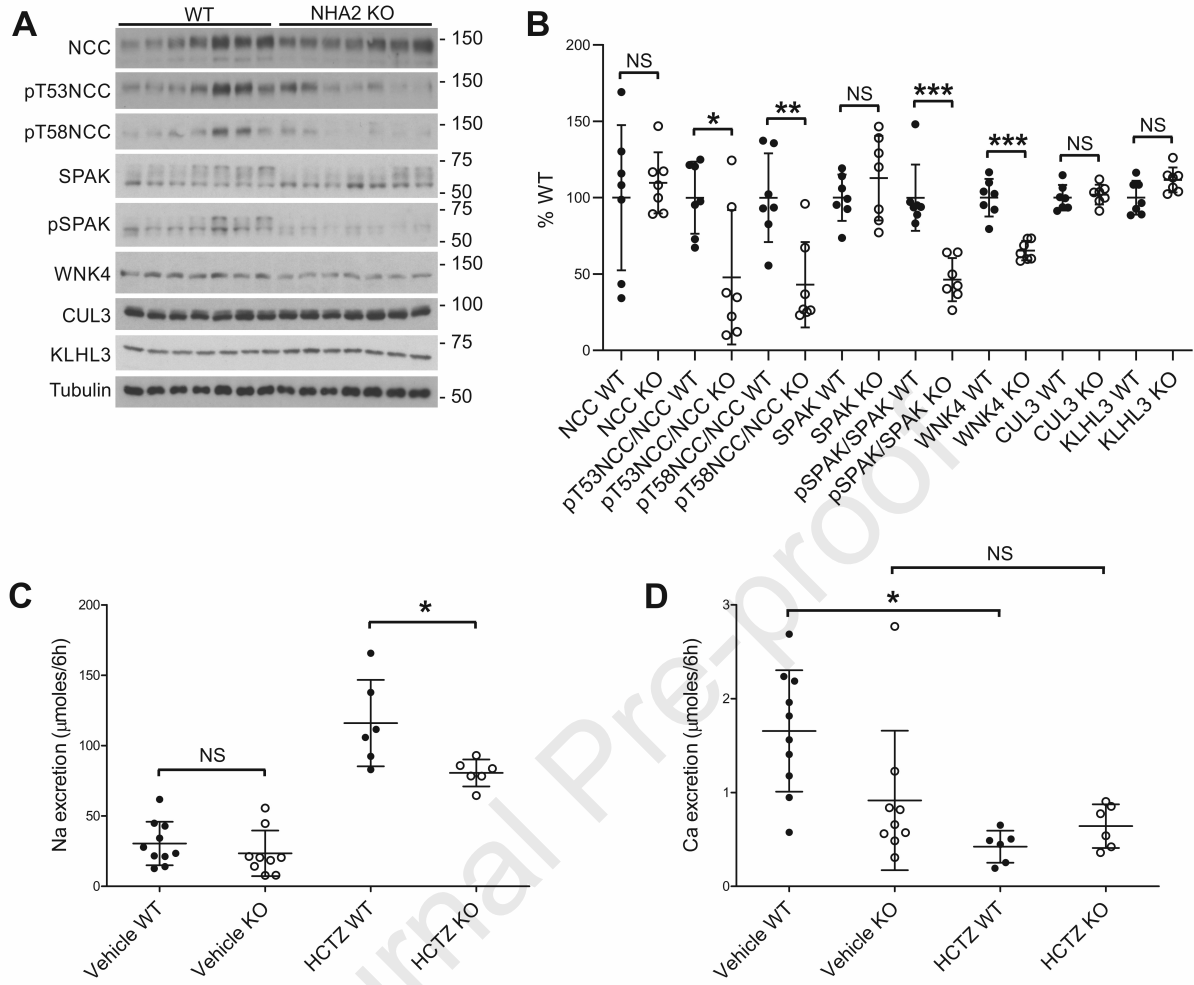 A
WT
NHA2 KO
NCC
- 150
pT53NCC
- 150
pT58NCC
- 150
SPAK
- 75
- 50
pSPAK
- 75
- 50
WNK4
- 150
CUL3
- 100
KLHL3
- 75
Tubulin
- 50
B
% WT
200
150
100
50
0
NS
*
**
NS
***
***
NS
NS
NCC WT
NCC KO
pT53NCC/NCC WT
pT53NCC/NCC KO
pT58NCC/NCC WT
pT58NCC/NCC KO
SPAK WT
SPAK KO
pSPAK/SPAK WT
pSPAK/SPAK KO
WNK4 WT
WNK4 KO
CUL3 WT
CUL3 KO
KLHL3 WT
KLHL3 KO
C
Na excretion (µmoles/6h)
200
150
100
50
0
NS
*
Vehicle WT
Vehicle KO
HCTZ WT
HCTZ KO
D
Ca excretion (µmoles/6h)
3
2
1
0
NS
*
Vehicle WT
Vehicle KO
HCTZ WT
HCTZ KO
urnal Pre-proof